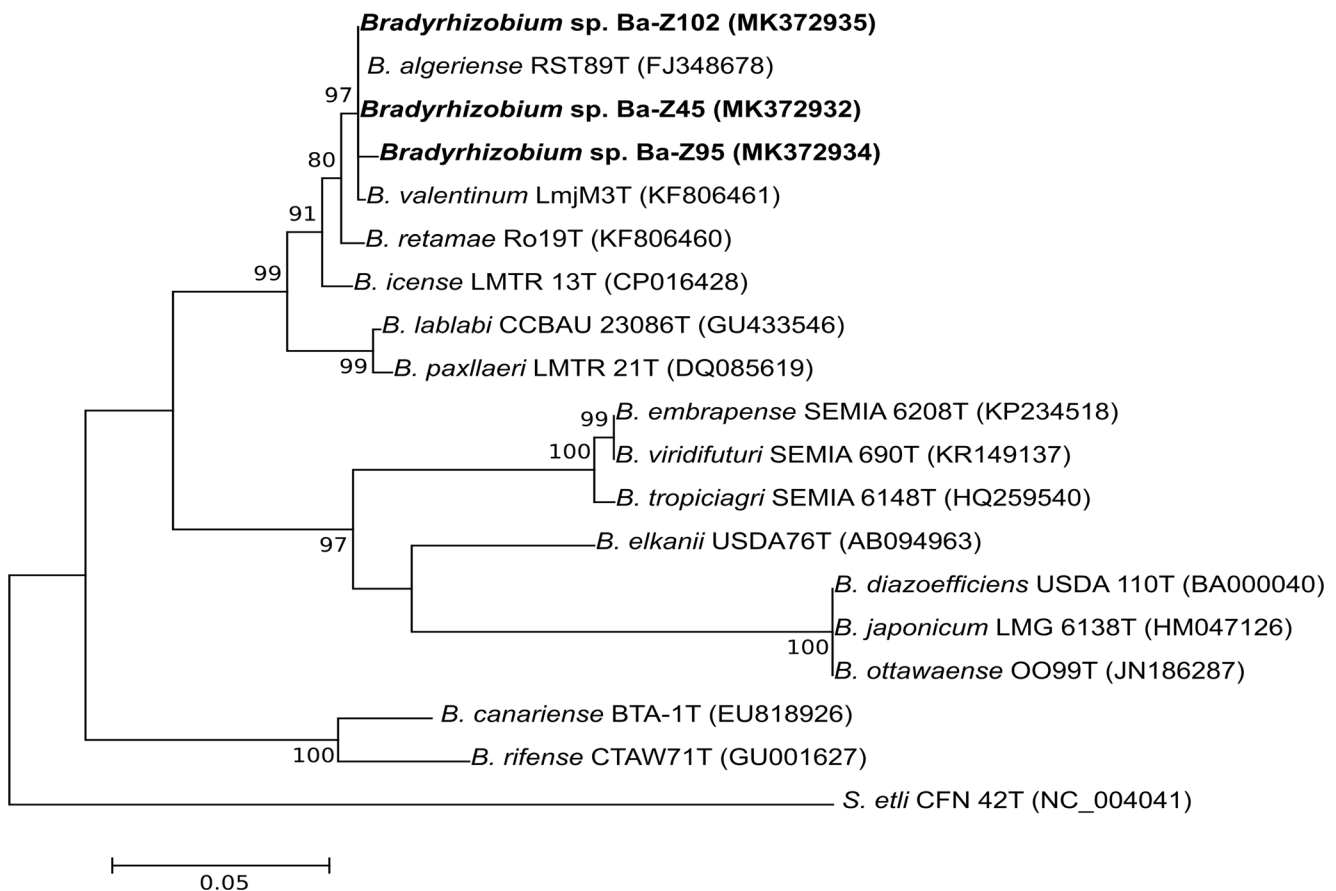 Bradyrhizobium sp. Ba-Z102 (MK372935)
B. algeriense RST89T (FJ348678)
97
Bradyrhizobium sp. Ba-Z45 (MK372932)
Bradyrhizobium sp. Ba-Z95 (MK372934)
80
B. valentinum LmjM3T (KF806461)
91
B. retamae Ro19T (KF806460)
99
B. icense LMTR 13T (CP016428)
B. lablabi CCBAU 23086T (GU433546)
99
B. paxllaeri LMTR 21T (DQ085619)
B. embrapense SEMIA 6208T (KP234518)
99
100
B. viridifuturi SEMIA 690T (KR149137)
B. tropiciagri SEMIA 6148T (HQ259540)
97
B. elkanii USDA76T (AB094963)
B. diazoefficiens USDA 110T (BA000040)
B. japonicum LMG 6138T (HM047126)
100
B. ottawaense OO99T (JN186287)
B. canariense BTA-1T (EU818926)
100
B. rifense CTAW71T (GU001627)
S. etli CFN 42T (NC_004041)
0.05